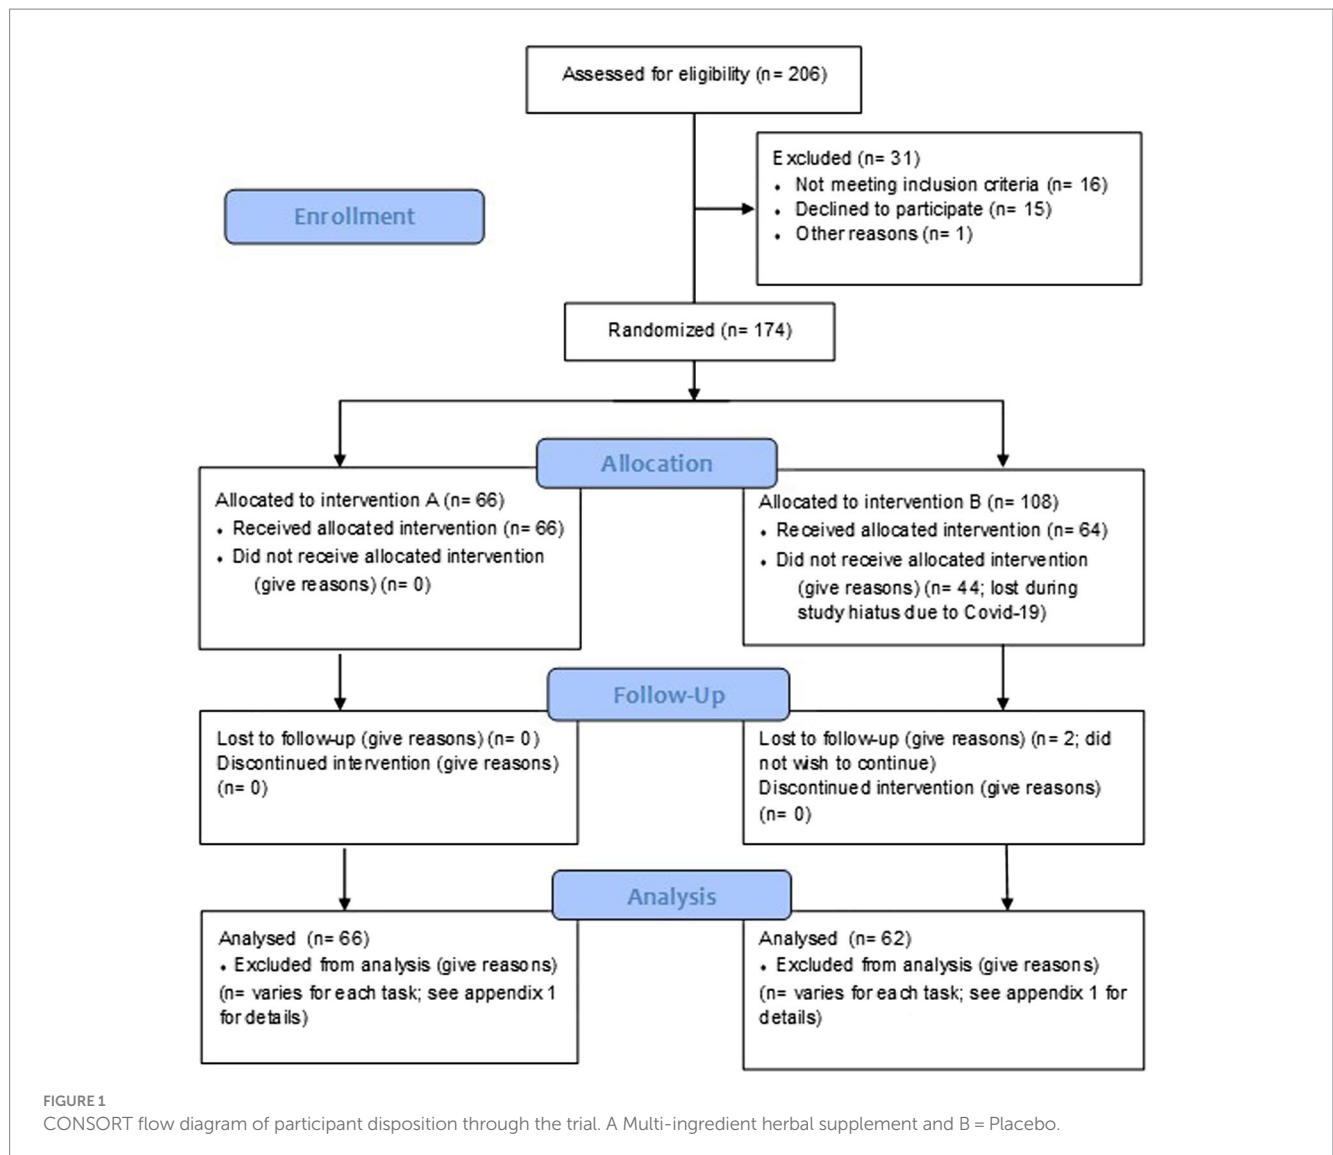 Assessed for eligibility (n= 206)
Excluded (n= 31)
• Not meeting inclusion criteria (n= 16)
• Declined to participate (n= 15)
• Other reasons (n= 1)
Enrollment
Randomized (n= 174)
Allocation
Allocated to intervention A (n= 66)
• Received allocated intervention (n= 66)
• Did not receive allocated intervention
(give reasons) (n= 0)
Allocated to intervention B (n= 108)
• Received allocated intervention (n= 64)
• Did not receive allocated intervention
(give reasons) (n= 44; lost during
study hiatus due to Covid-19)
Follow-Up
Lost to follow-up (give reasons) (n= 0)
Discontinued intervention (give reasons)
(n= 0)
Lost to follow-up (give reasons) (n= 2; did
not wish to continue)
Discontinued intervention (give reasons)
(n= 0)
Analysis
Analysed (n= 66)
• Excluded from analysis (give reasons)
(n= varies for each task; see appendix 1
for details)
Analysed (n= 62)
• Excluded from analysis (give reasons)
(n= varies for each task; see appendix 1 for
details)
FIGURE 1
CONSORT flow diagram of participant disposition through the trial. A Multi-ingredient herbal supplement and B = Placebo.